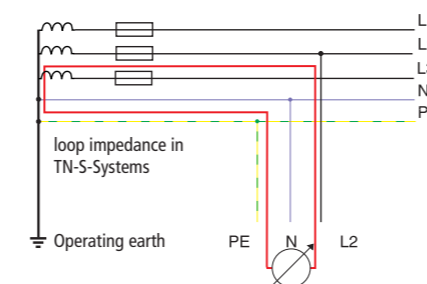 L
L
L
N
P
loop impedance in
TN-S-Systems
Operating earth PE N L2